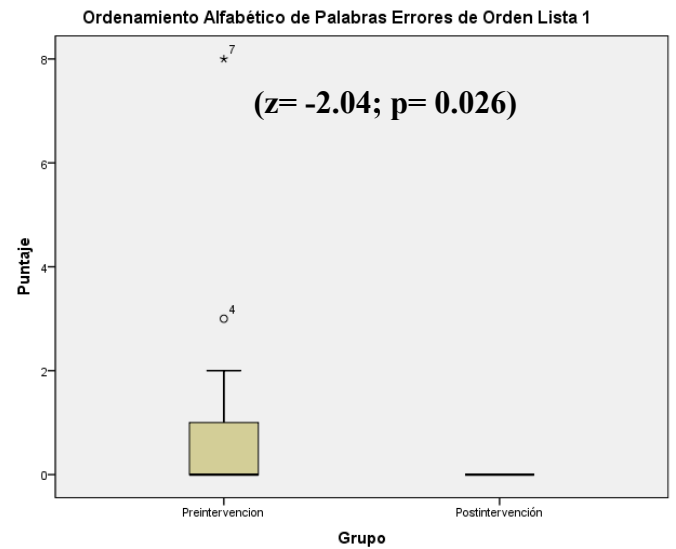 Ordenamiento Alfabético de Palabras Errores de Orden Lista 1
8
7
(z= -2.04; p= 0.026)
6
Puntaje
4
4
2
0
Preintervencion Postintervención
Grupo